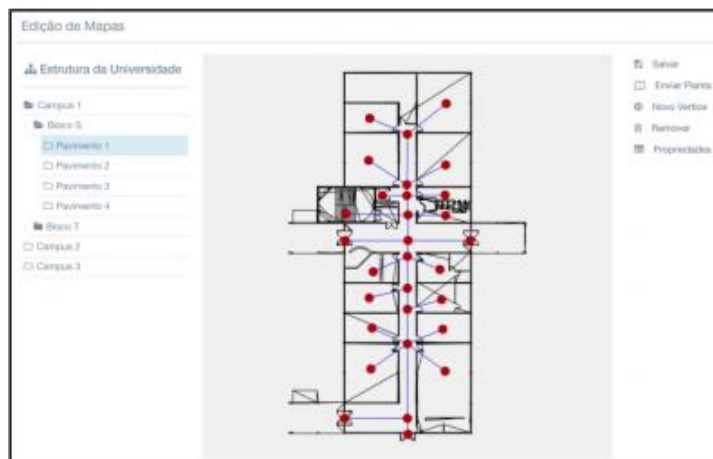 Edição de Mapas
Estrutura da Universidade
Campus 1
Bloco S
Pavimento 1
Pavimento 2
Pavimento 3
Pavimento 4
Bloco T
Campus 2
Campus 3
Salvar
Enviar Planta
Novo Vertice
Remover
Propriedades